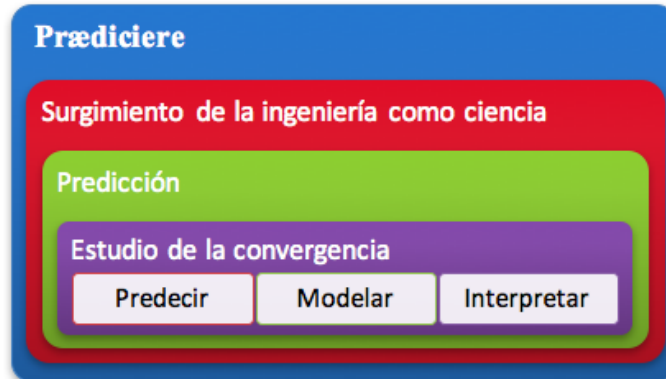 Prædiciere
Surgimiento de la ingeniería como ciencia
Predicción
Estudio de la convergencia
Predecir Modelar Interpretar